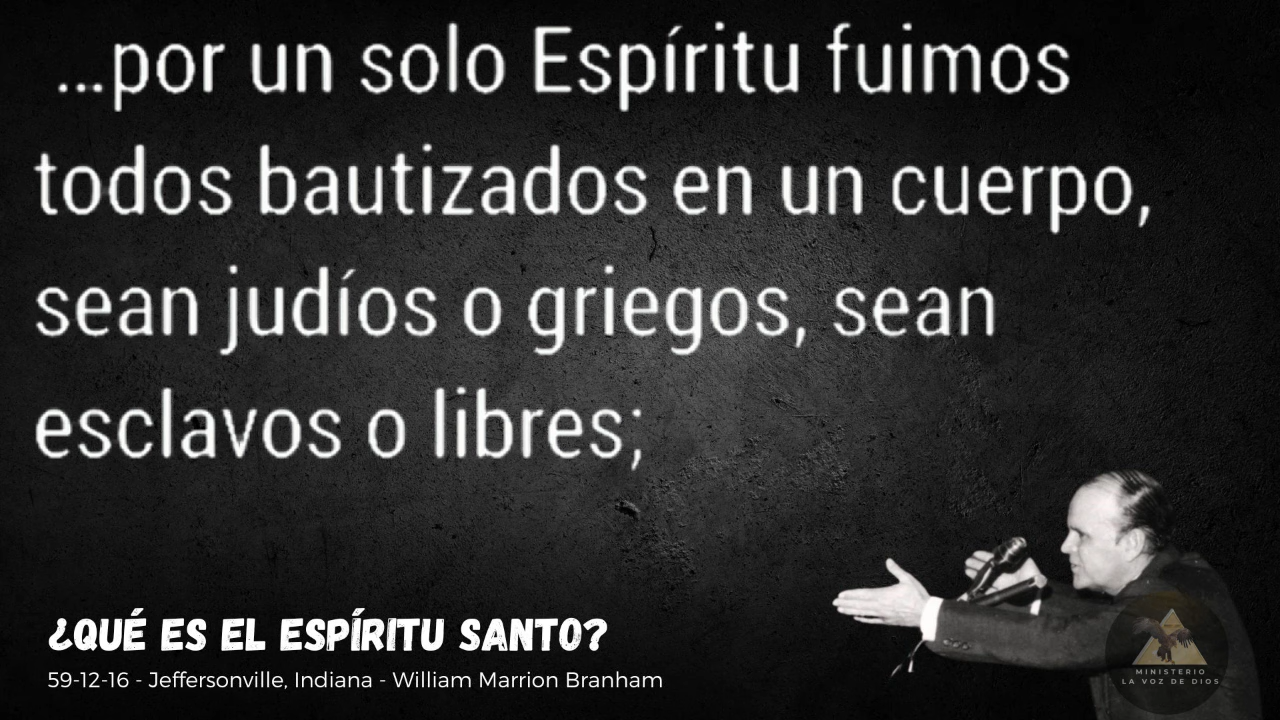 ...por un solo Espíritu fuimos
todos bautizados en un cuerpo,
sean judíos o griegos, sean
esclavos o libres;
¿QUÉ ES EL ESPÍRITU SANTO?
59-12-16 - Jeffersonville, Indiana - William Marrion Branham
MINISTERIO
LA VOZ DE DIOS